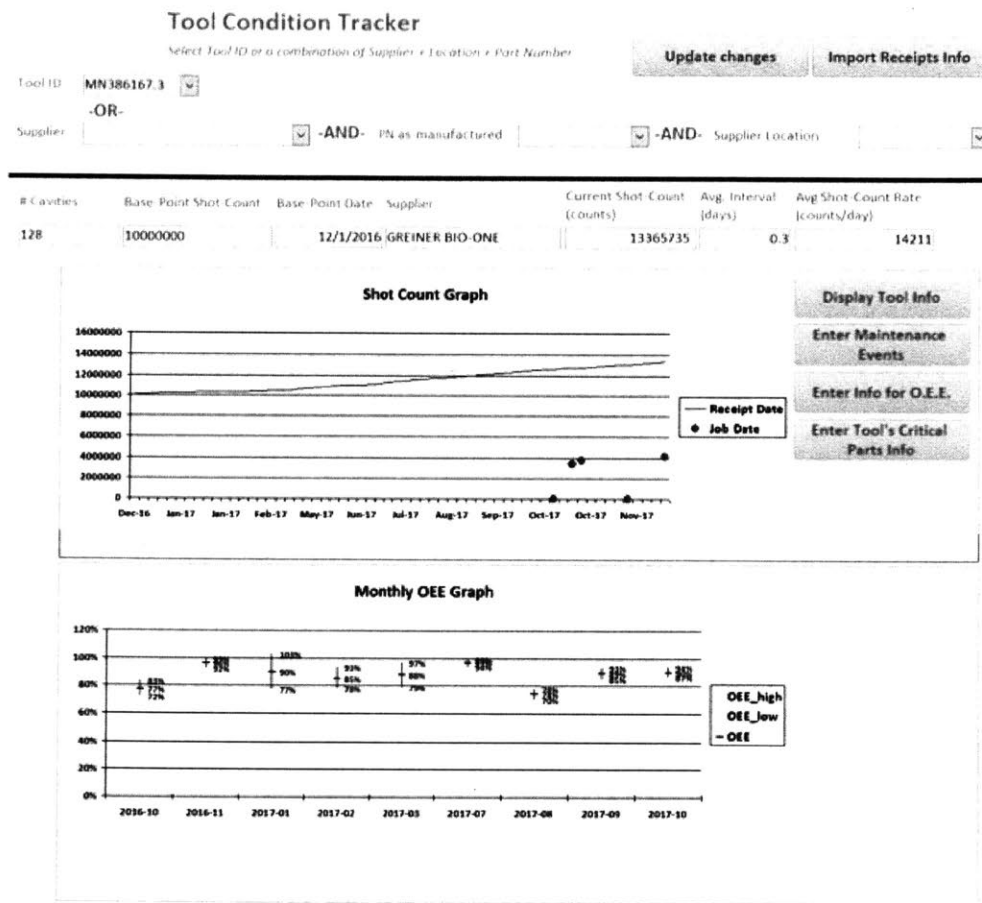 Tool Condition Tracker
Select Tool ID or a combination of Supplier + Location + Part Number
Update changes
Import Receipts Info
Tool ID MN386167.3
-OR-
Supplier -AND- PN as manufactured -AND- Supplier Location
# Cavities Base-Point Shot-Count Base-Point Date Supplier Current Shot-Count (counts) Avg. Interval (days) Avg Shot-Count Rate (counts/day)
128 10000000 12/1/2016 GREINER BIO-ONE 13365735 0.3 14211
Shot Count Graph
16000000
14000000
12000000
10000000
8000000
6000000
4000000
2000000
0
Dec-16 Jan-17 Jan-17 Feb-17 May-17 Jun-17 Jul-17 Aug-17 Sep-17 Oct-17 Oct-17 Nov-17
Receipt Date
Job Date
Display Tool Info
Enter Maintenance
Events
Enter Info for O.E.E.
Enter Tool's Critical
Parts Info
Monthly OEE Graph
120%
100%
80%
60%
40%
20%
0%
77%
72%
103%
90%
77%
93%
85%
97%
88%
79%
70%
85%
87%
2016-10 2016-11 2017-01 2017-02 2017-03 2017-07 2017-08 2017-09 2017-10
OEE_high
OEE_low
OEE